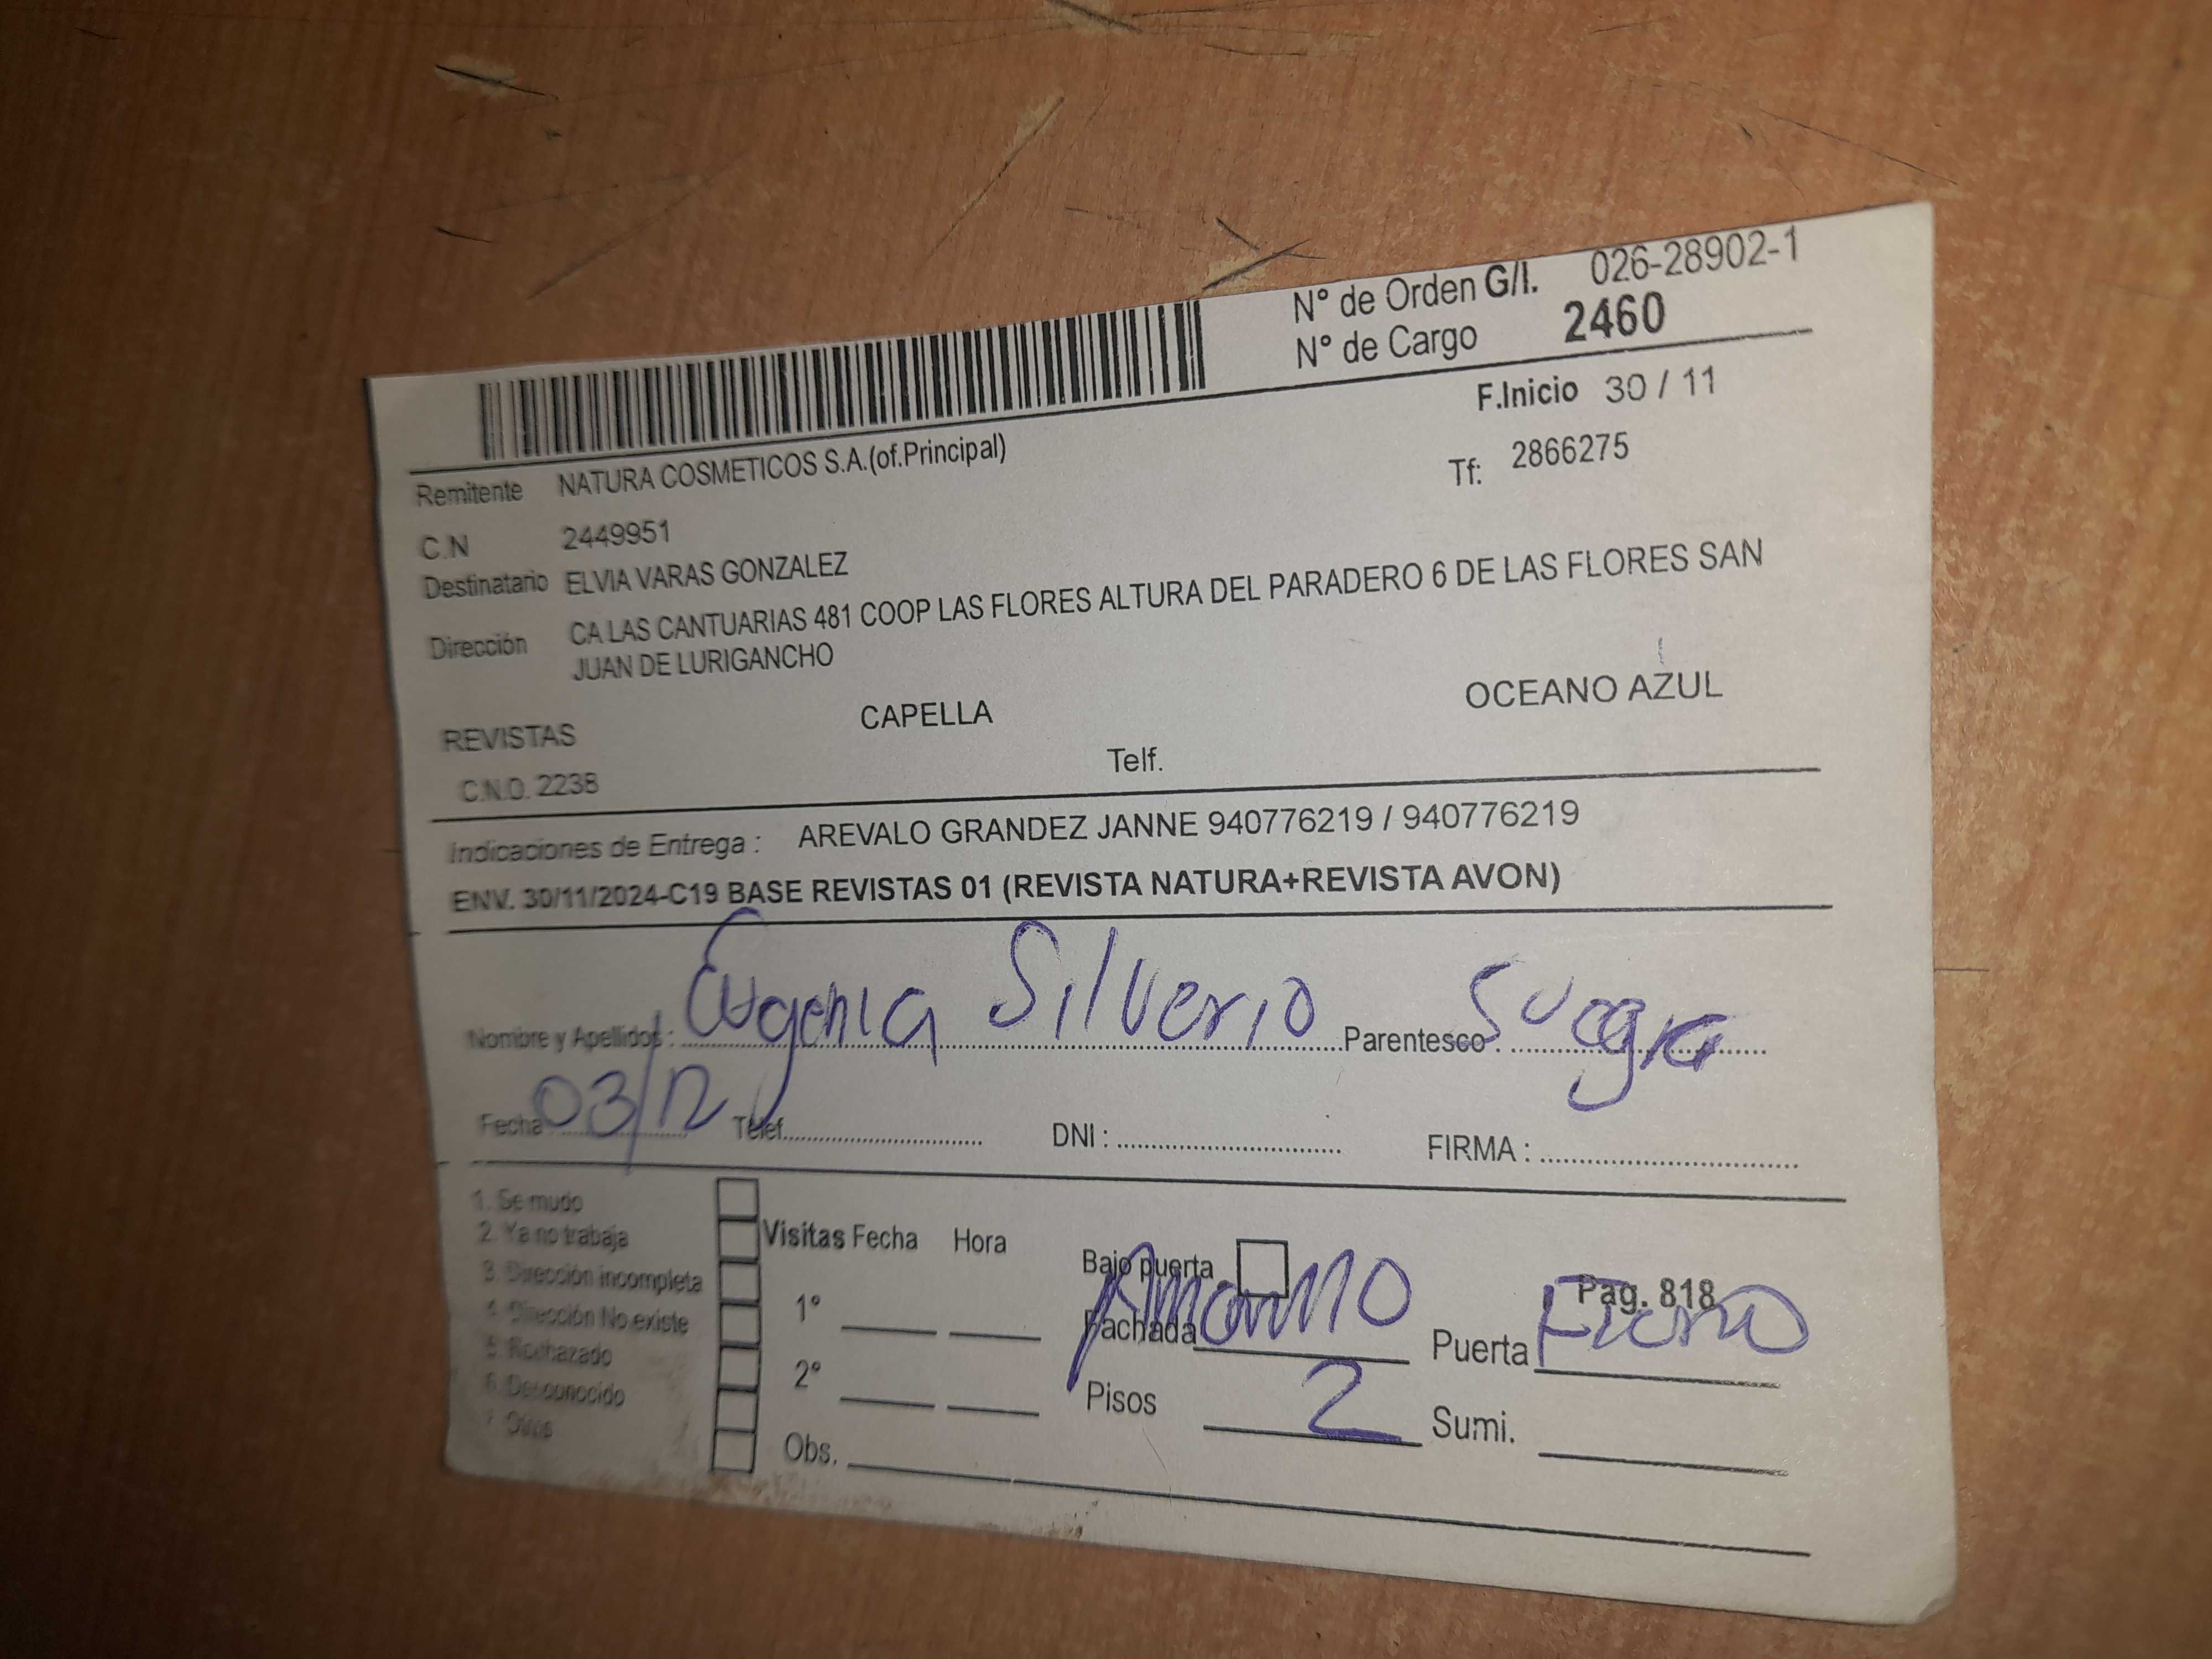 N° de Orden G/I. 026-28902-1
N° de Cargo 2460
F.Inicio 30 / 11
Remitente NATURA COSMETICOS S.A.(of.Principal)
Tf: 2866275
C.N 2449951
Destinatario ELVIA VARAS GONZALEZ
Dirección CA LAS CANTUARIAS 481 COOP LAS FLORES ALTURA DEL PARADERO 6 DE LAS FLORES SAN
JUAN DE LURIGANCHO
REVISTAS CAPELLA OCEANO AZUL
C.N.O. 2238 Telf.
Indicaciones de Entrega : AREVALO GRANDEZ JANNE 940776219 / 940776219
ENV. 30/11/2024-C19 BASE REVISTAS 01 (REVISTA NATURA+REVISTA AVON)
Nombre y Apellidos : Eugenia Silverio Parentesco : Suegra
Fecha 03/12 Telef. DNI : FIRMA :
1. Se mudo
2. Ya no trabaja
3. Dirección incompleta
4. Dirección No existe
5. Rechazado
6. Desconocido
7. Otros
Visitas Fecha Hora
1°
2°
Obs.
Bajo puerta Pag. 818
Fachada Amarillo Puerta Fierro
Pisos 2 Sumi.